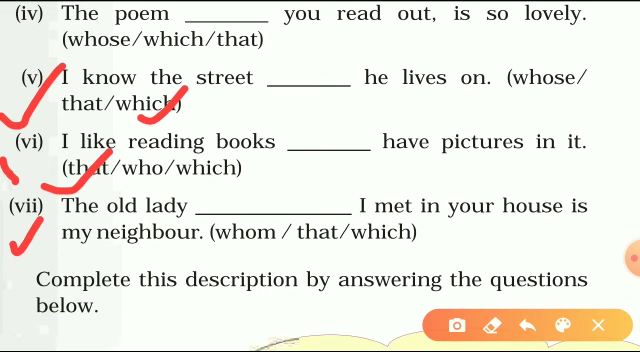 (iv) The poem ________ you read out, is so lovely.
(whose/which/that)
(v) I know the street ________ he lives on. (whose/
that/which)
(vi) I like reading books ________ have pictures in it.
(that/who/which)
(vii) The old lady ______________ I met in your house is
my neighbour. (whom / that/which)
Complete this description by answering the questions
below.